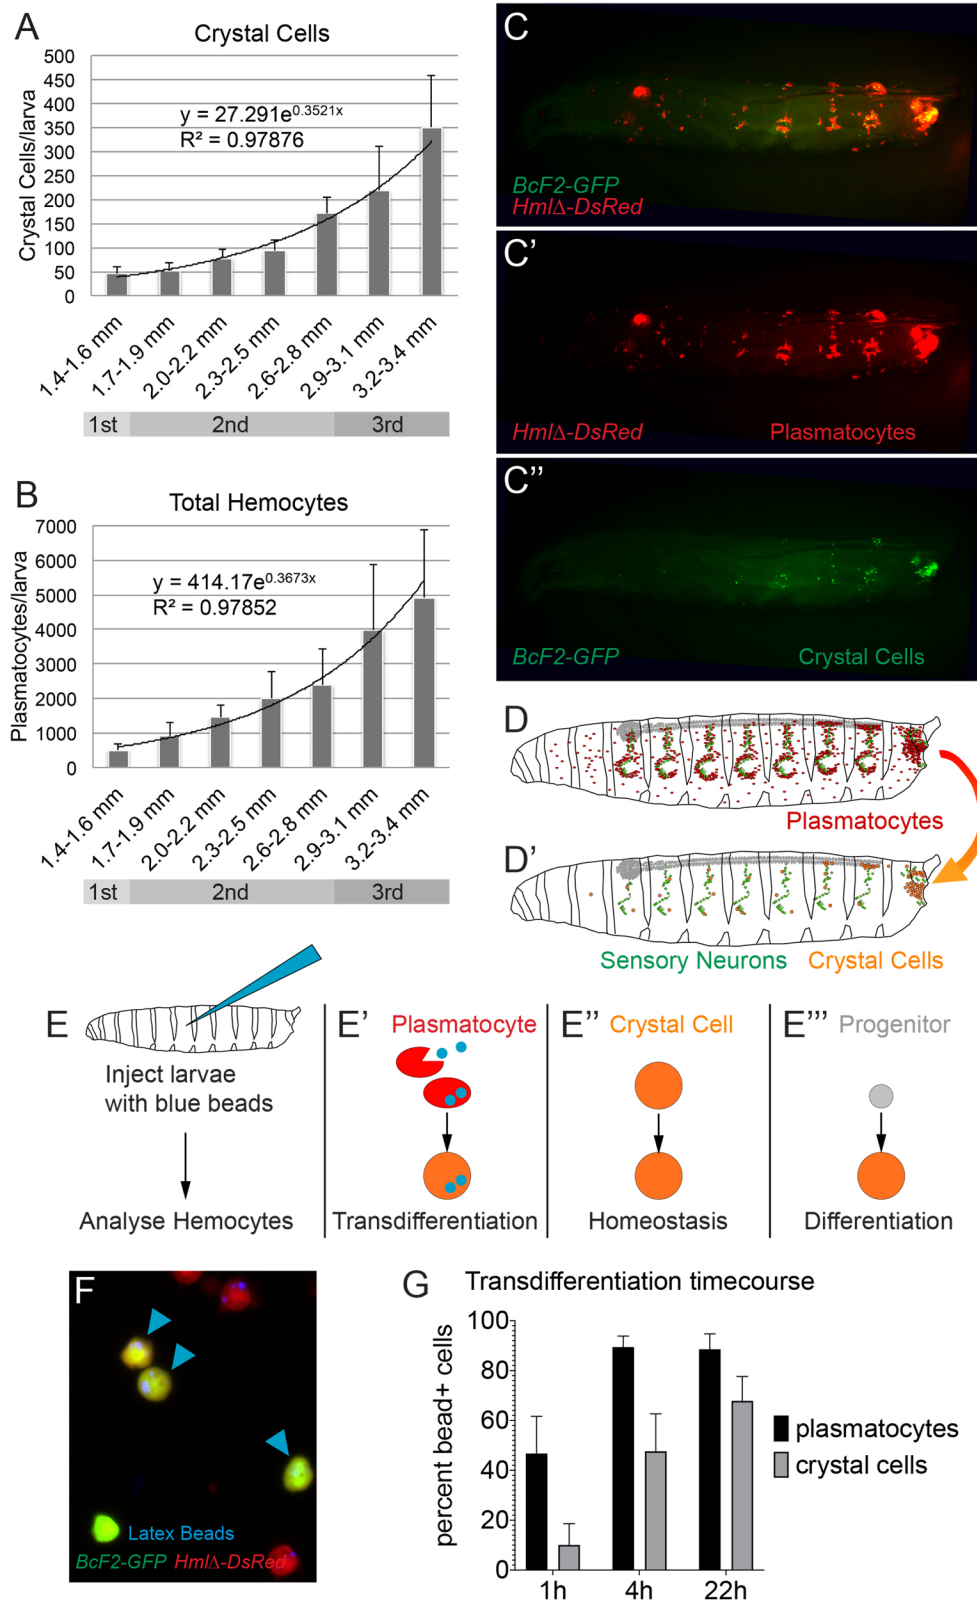 A
Crystal Cells
Crystal Cells/larva
500
450
400
350
300
250
200
150
100
50
0
y = 27.291e^0.3521x
R² = 0.97876
1.4-1.6 mm
1.7-1.9 mm
2.0-2.2 mm
2.3-2.5 mm
2.6-2.8 mm
2.9-3.1 mm
3.2-3.4 mm
1st 2nd 3rd
B
Total Hemocytes
Plasmatocytes/larva
7000
6000
5000
4000
3000
2000
1000
0
y = 414.17e^0.3673x
R² = 0.97852
1.4-1.6 mm
1.7-1.9 mm
2.0-2.2 mm
2.3-2.5 mm
2.6-2.8 mm
2.9-3.1 mm
3.2-3.4 mm
1st 2nd 3rd
C
BcF2-GFP
HmlΔ-DsRed
C'
HmlΔ-DsRed Plasmatocytes
C''
BcF2-GFP Crystal Cells
D
Plasmatocytes
D'
Sensory Neurons Crystal Cells
E
Inject larvae
with blue beads
Analyse Hemocytes
E' Plasmatocyte
Transdifferentiation
E'' Crystal Cell
Homeostasis
E''' Progenitor
Differentiation
F
Latex Beads
BcF2-GFP HmlΔ-DsRed
G Transdifferentiation timecourse
percent bead+ cells
100
80
60
40
20
0
1h 4h 22h
plasmatocytes
crystal cells